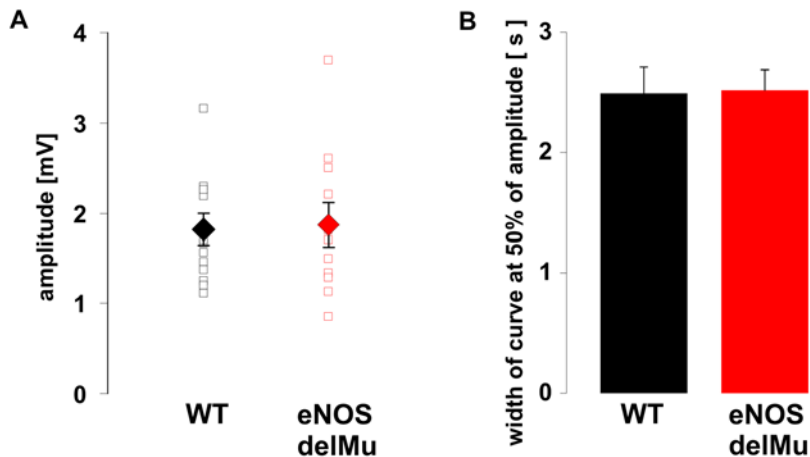 A
amplitude [mV]
4
3
2
1
0
WT
eNOS
delMu
B
width of curve at 50% of amplitude [ s ]
3
2
1
0
WT
eNOS
delMu